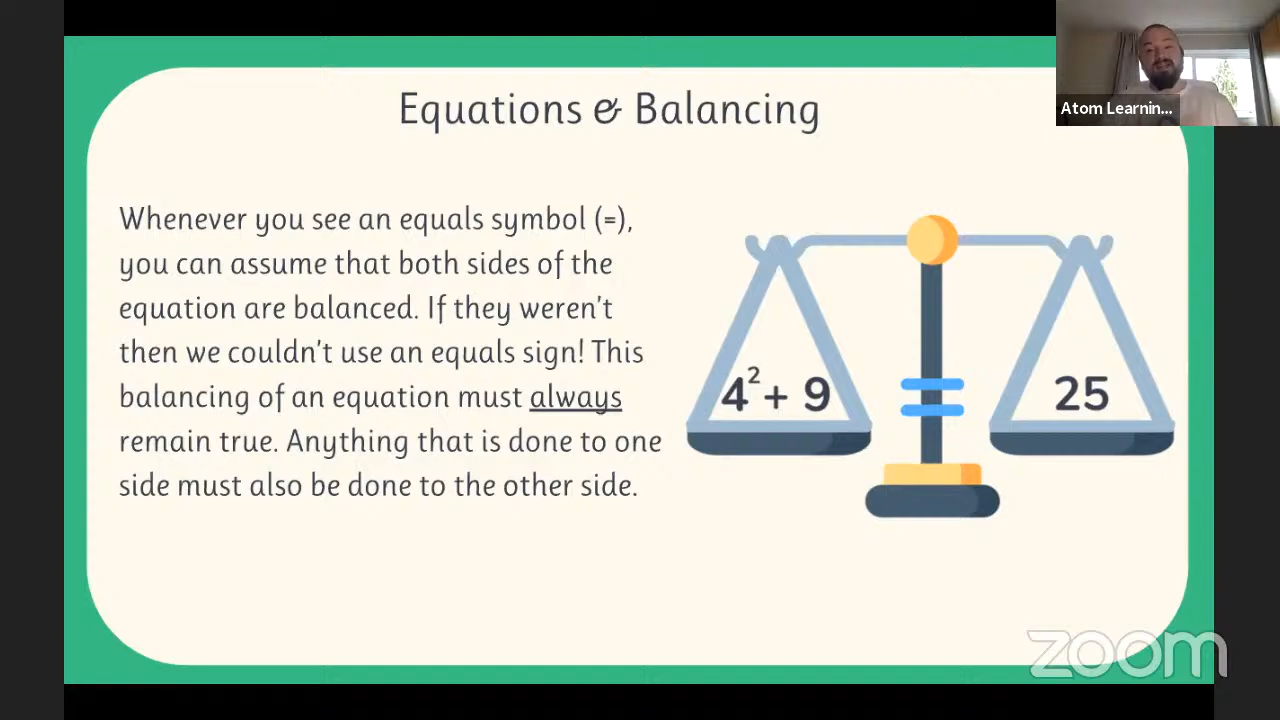 Equations & Balancing
Atom Learnin...
Whenever you see an equals symbol (=),
you can assume that both sides of the
equation are balanced. If they weren't
then we couldn't use an equals sign! This
balancing of an equation must always
remain true. Anything that is done to one
side must also be done to the other side.
4² + 9
=
25
zoom